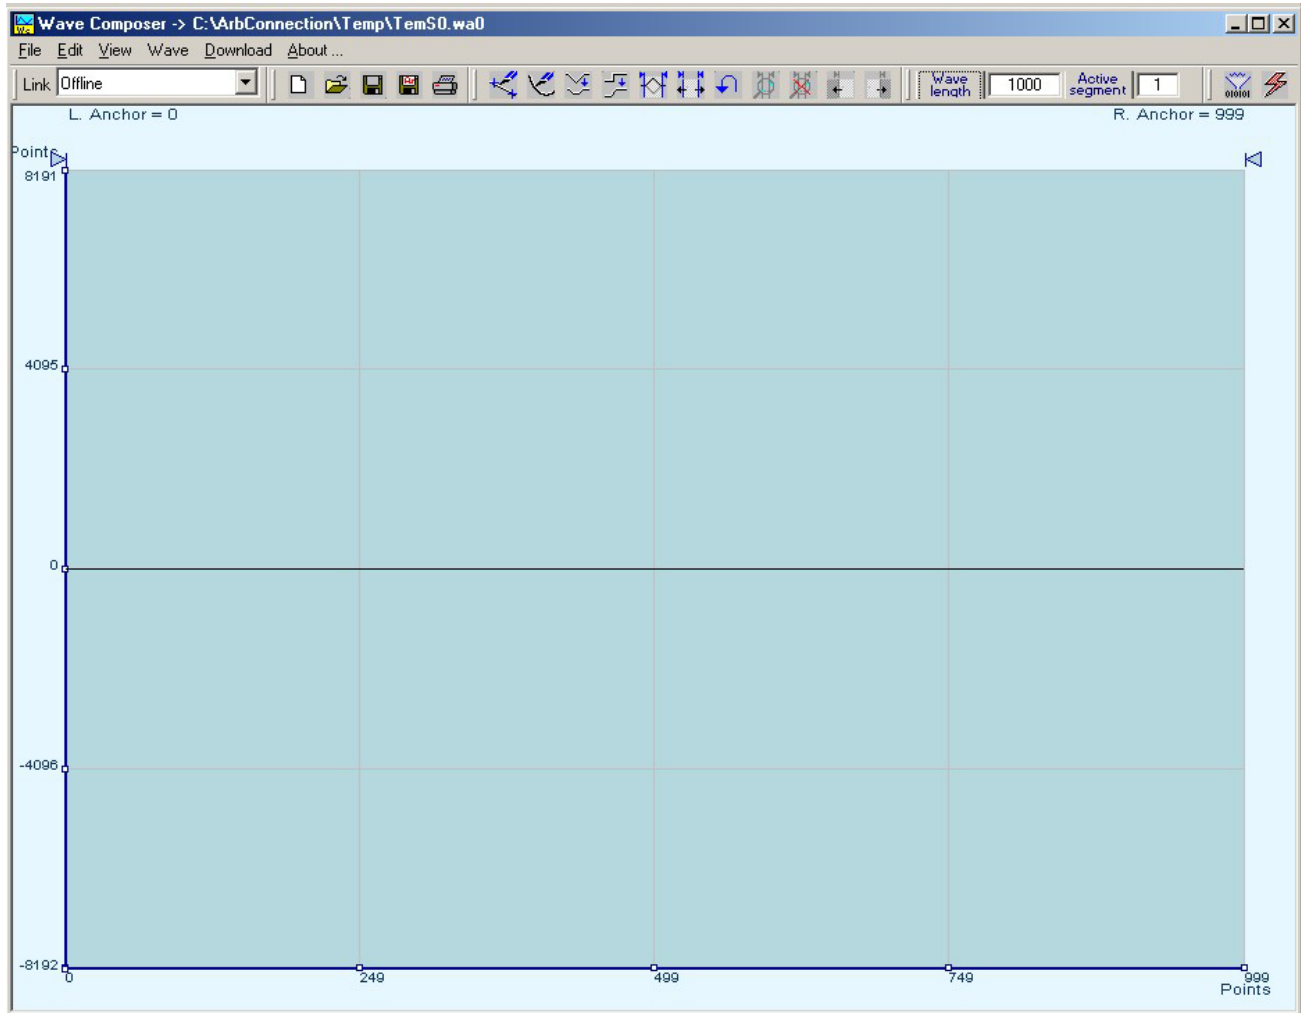 Wave Composer -> C:\ArbConnection\Temp\TemS0.wa0
File Edit View Wave Download About ...
Link Offline Wave length 1000 Active segment 1
L. Anchor = 0 R. Anchor = 999
Points
8191
4095
0
-4096
-8192
0 249 499 749 999
Points